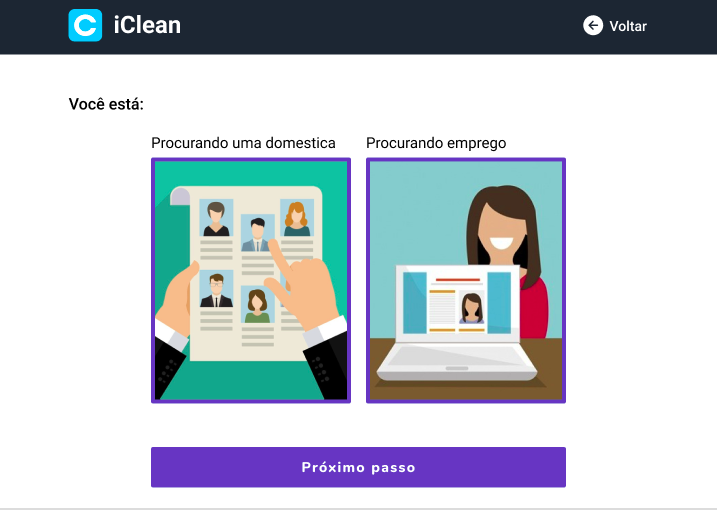 iClean
Voltar
Você está:
Procurando uma domestica
Procurando emprego
Próximo passo